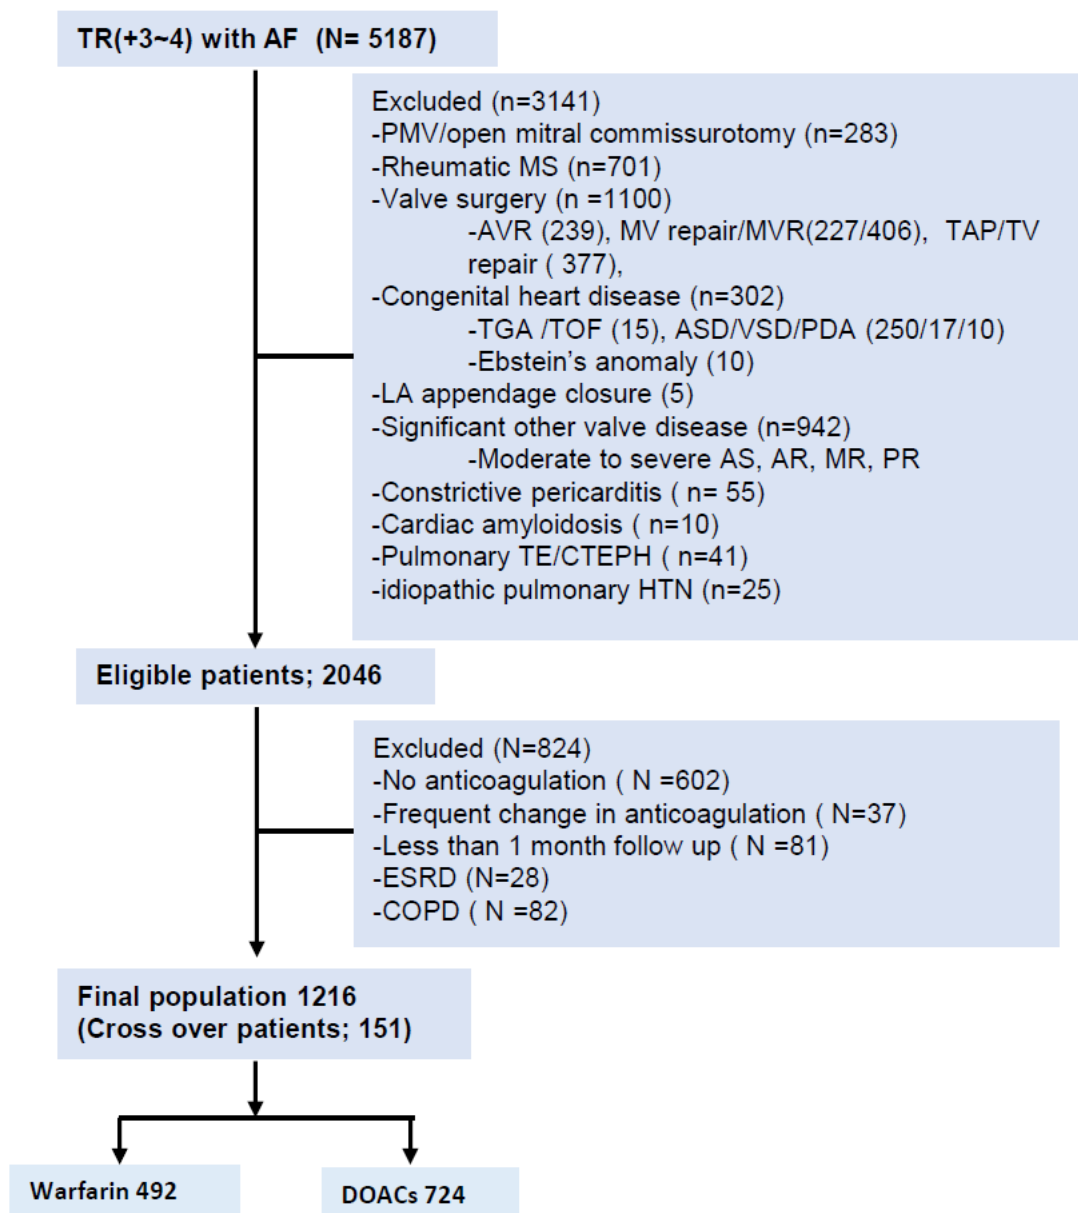 TR(+3~4) with AF (N= 5187)
Excluded (n=3141)
-PMV/open mitral commissurotomy (n=283)
-Rheumatic MS (n=701)
-Valve surgery (n =1100)
-AVR (239), MV repair/MVR(227/406), TAP/TV
repair ( 377),
-Congenital heart disease (n=302)
-TGA /TOF (15), ASD/VSD/PDA (250/17/10)
-Ebstein's anomaly (10)
-LA appendage closure (5)
-Significant other valve disease (n=942)
-Moderate to severe AS, AR, MR, PR
-Constrictive pericarditis ( n= 55)
-Cardiac amyloidosis ( n=10)
-Pulmonary TE/CTEPH ( n=41)
-idiopathic pulmonary HTN (n=25)
Eligible patients; 2046
Excluded (N=824)
-No anticoagulation ( N =602)
-Frequent change in anticoagulation ( N=37)
-Less than 1 month follow up ( N =81)
-ESRD (N=28)
-COPD ( N =82)
Final population 1216
(Cross over patients; 151)
Warfarin 492
DOACs 724